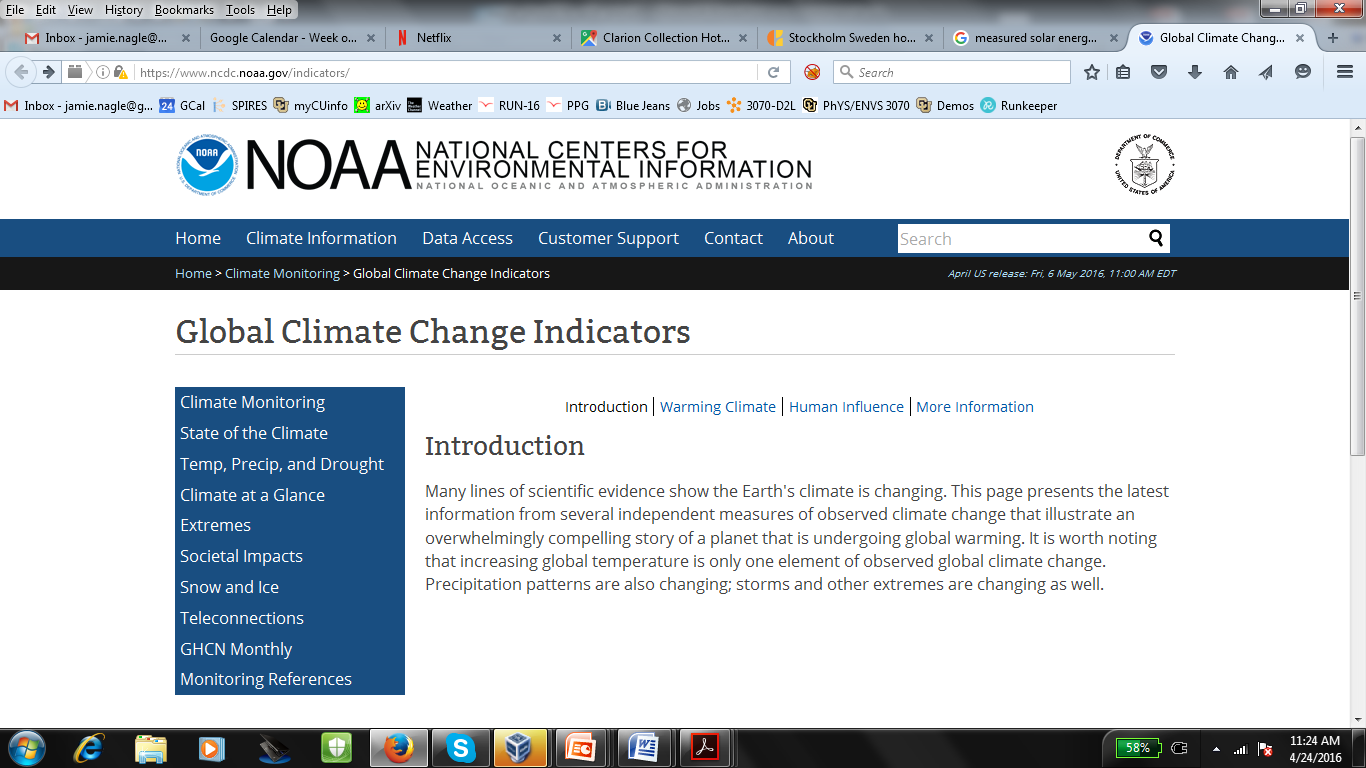 File Edit View History Bookmarks Tools Help
Inbox - jamie.nagle@... Google Calendar - Week o... Netflix Clarion Collection Hot... Stockholm Sweden ho... measured solar energ... Global Climate Chang...
https://www.ncdc.noaa.gov/indicators/ Search
Inbox - jamie.nagle@g... 24 GCal SPIRES myCUinfo arXiv Weather RUN-16 PPG Blue Jeans Jobs 3070-D2L PhYS/ENVS 3070 Demos Runkeeper
NOAA NATIONAL CENTERS FOR
ENVIRONMENTAL INFORMATION
NATIONAL OCEANIC AND ATMOSPHERIC ADMINISTRATION
NOAA
DEPARTMENT OF COMMERCE
UNITED STATES OF AMERICA
Home Climate Information Data Access Customer Support Contact About Search
Home > Climate Monitoring > Global Climate Change Indicators April US release: Fri, 6 May 2016, 11:00 AM EDT
Global Climate Change Indicators
Climate Monitoring
State of the Climate
Temp, Precip, and Drought
Climate at a Glance
Extremes
Societal Impacts
Snow and Ice
Teleconnections
GHCN Monthly
Monitoring References
Introduction | Warming Climate | Human Influence | More Information
Introduction
Many lines of scientific evidence show the Earth's climate is changing. This page presents the latest
information from several independent measures of observed climate change that illustrate an
overwhelmingly compelling story of a planet that is undergoing global warming. It is worth noting
that increasing global temperature is only one element of observed global climate change.
Precipitation patterns are also changing; storms and other extremes are changing as well.
58% 11:24 AM
4/24/2016